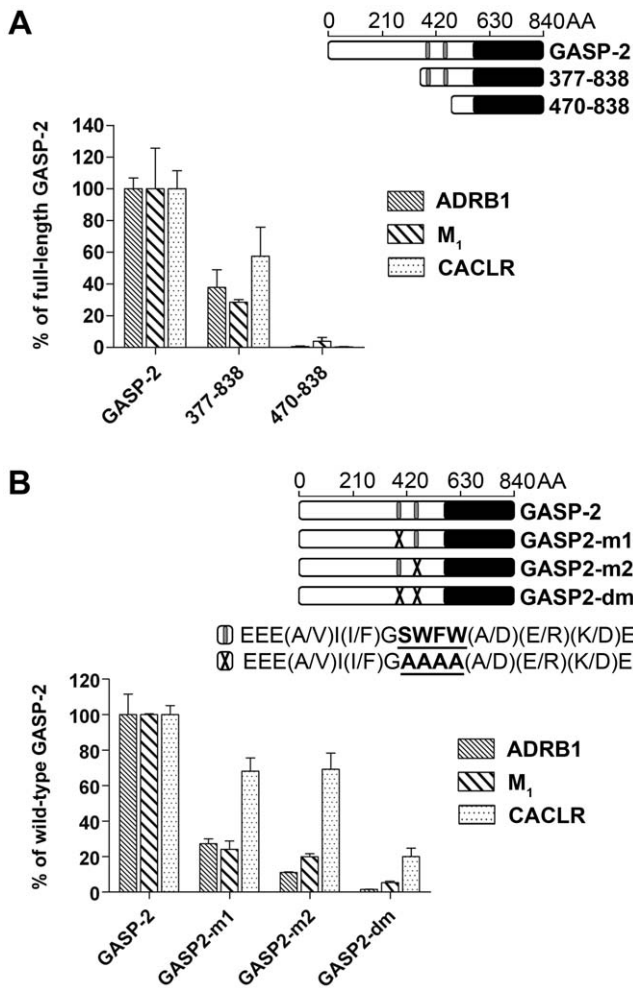 A
0 210 420 630 840AA
GASP-2
377-838
470-838
140
120
100
80
60
40
20
0
% of full-length GASP-2
ADRB1
M1
CACLR
GASP-2
377-838
470-838
B
0 210 420 630 840AA
GASP-2
GASP2-m1
GASP2-m2
GASP2-dm
EEE(A/V)I(I/F)GSWFW(A/D)(E/R)(K/D)E
EEE(A/V)I(I/F)GAAAA(A/D)(E/R)(K/D)E
120
100
80
60
40
20
0
% of wild-type GASP-2
ADRB1
M1
CACLR
GASP-2
GASP2-m1
GASP2-m2
GASP2-dm